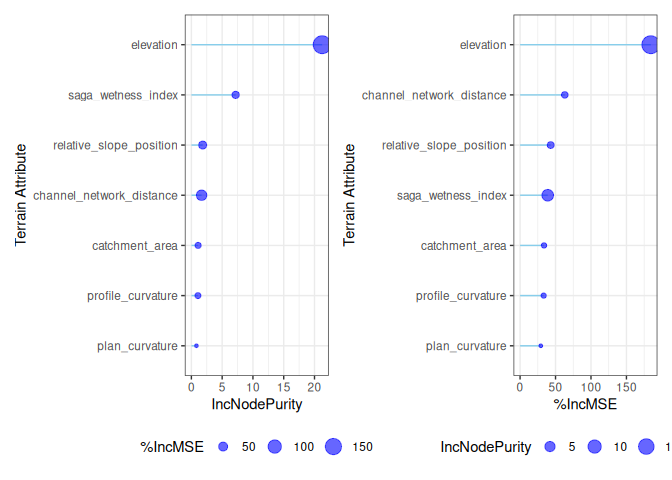 Terrain Attribute
elevation
saga_wetness_index
relative_slope_position
channel_network_distance
catchment_area
profile_curvature
plan_curvature
0 5 10 15 20
IncNodePurity
%IncMSE 50 100 150
Terrain Attribute
elevation
channel_network_distance
relative_slope_position
saga_wetness_index
catchment_area
profile_curvature
plan_curvature
0 50 100 150
%IncMSE
IncNodePurity 5 10